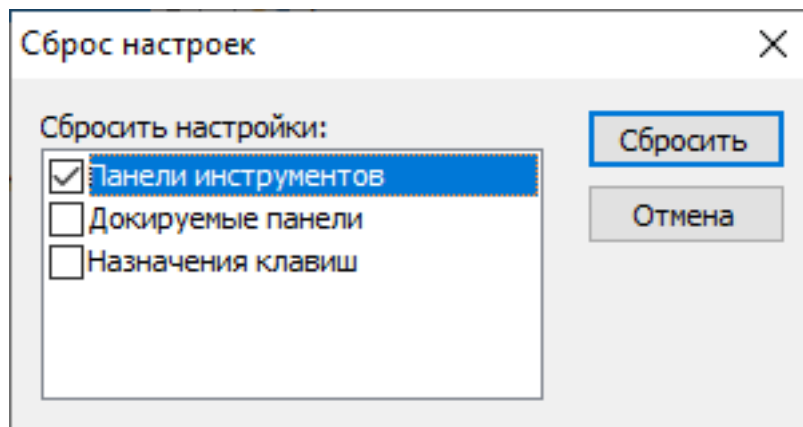 Сброс настроек
Сбросить настройки:
Сбросить
Панели инструментов
Докируемые панели
Отмена
Назначения клавиш